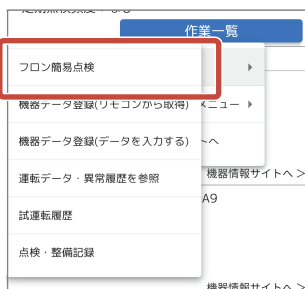 作業一覧
フロン簡易点検
機器データ登録(リモコンから取得)
メニュー
機器データ登録(データを入力する)
へ
運転データ・異常履歴を参照
機器情報サイトへ >
A9
試運転履歴
点検・整備記録
機器情報サイトへ >